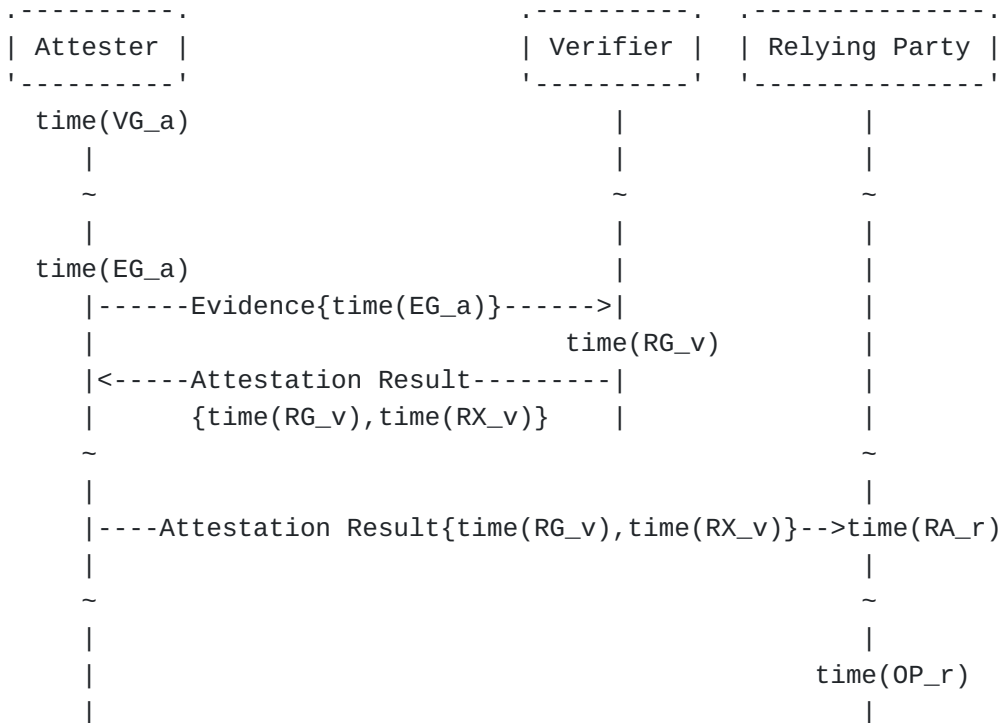 .----------.                      .----------.  .---------------.
| Attester |                      | Verifier |  | Relying Party |
'----------'                      '----------'  '---------------'
  time(VG_a)                            |               |
     |                                  |               |
     ~                                  ~               ~
     |                                  |               |
  time(EG_a)                            |               |
     |------Evidence{time(EG_a)}------>|               |
     |                              time(RG_v)         |
     |<-----Attestation Result---------|               |
     |      {time(RG_v),time(RX_v)}    |               |
     ~                                                 ~
     |                                                 |
     |----Attestation Result{time(RG_v),time(RX_v)}-->time(RA_r)
     |                                                 |
     ~                                                 ~
     |                                                 |
     |                                              time(OP_r)
     |                                                 |